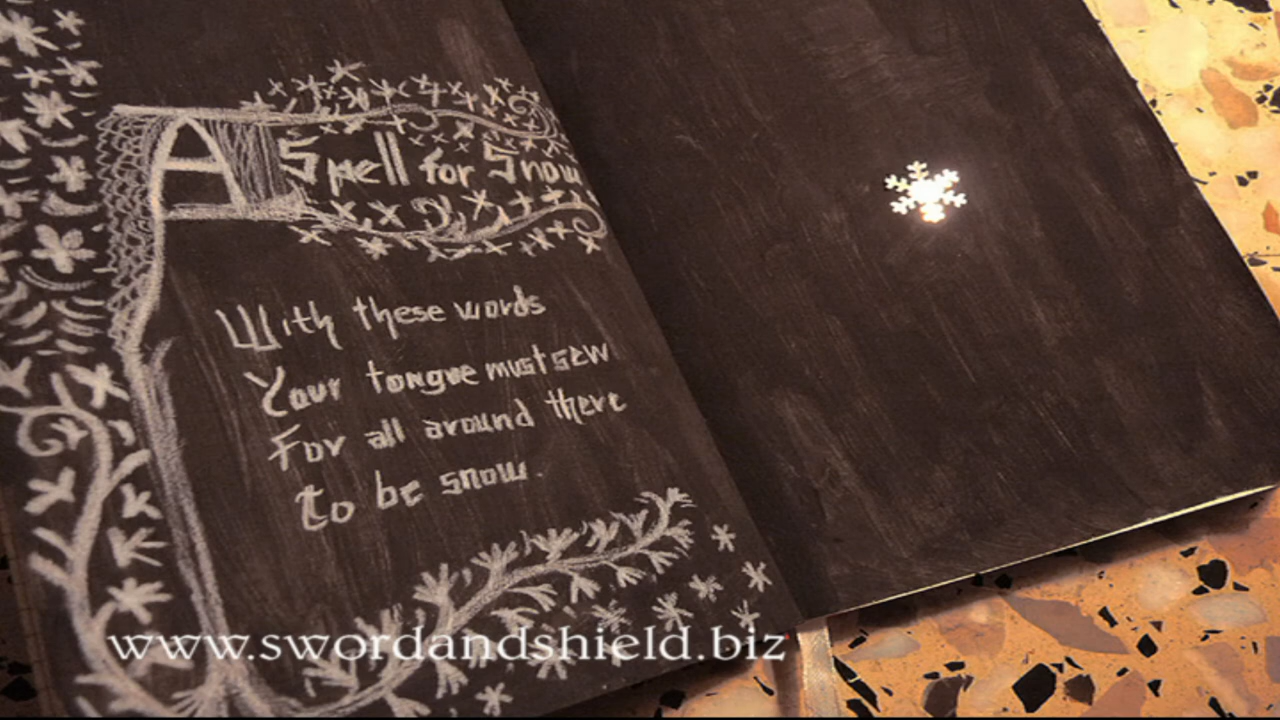 A Spell for Snow
With these words
Your tongue must sew
For all around there
to be snow.
www.swordandshield.biz